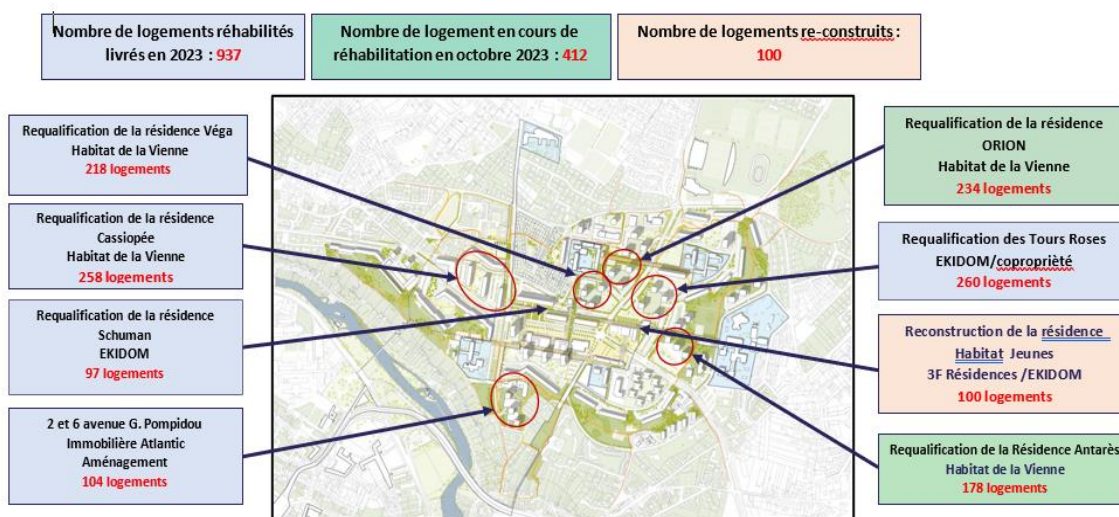 Nombre de logements réhabilités
livrés en 2023 : 937
Nombre de logement en cours de
réhabilitation en octobre 2023 : 412
Nombre de logements re-construits :
100
Requalification de la résidence Véga
Habitat de la Vienne
218 logements
Requalification de la résidence
Cassiopée
Habitat de la Vienne
258 logements
Requalification de la résidence
Schuman
EKIDOM
97 logements
2 et 6 avenue G. Pompidou
Immobilière Atlantic
Aménagement
104 logements
Requalification de la résidence
ORION
Habitat de la Vienne
234 logements
Requalification des Tours Roses
EKIDOM/coproprièté
260 logements
Reconstruction de la résidence
Habitat Jeunes
3F Résidences /EKIDOM
100 logements
Requalification de la Résidence Antarès
Habitat de la Vienne
178 logements